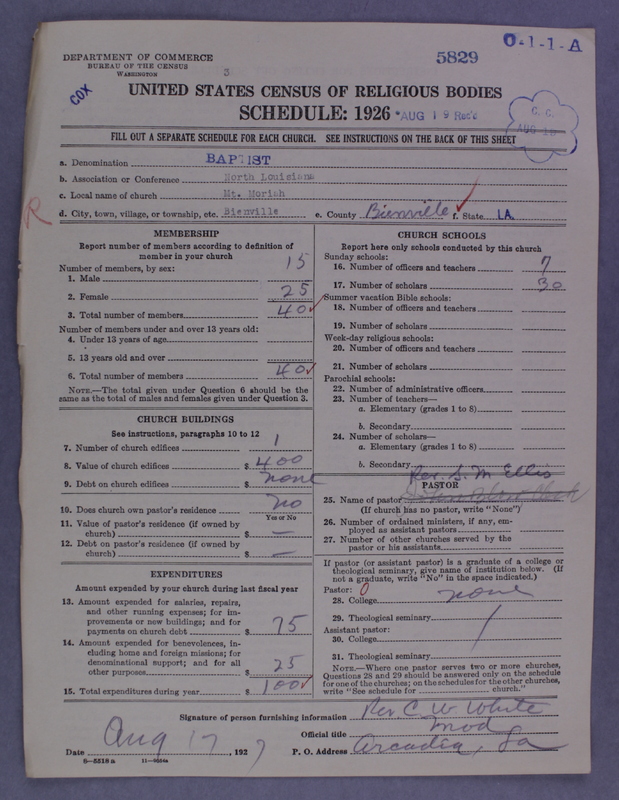 DEPARTMENT OF COMMERCE
BUREAU OF THE CENSUS
WASHINGTON
5829
O-1-1-A
COX
UNITED STATES CENSUS OF RELIGIOUS BODIES
SCHEDULE: 1926
AUG 19 Rec'd
C. C.
AUG
FILL OUT A SEPARATE SCHEDULE FOR EACH CHURCH. SEE INSTRUCTIONS ON THE BACK OF THIS SHEET
a. Denomination BAPTIST
b. Association or Conference North Louisiana
c. Local name of church Mt. Moriah
d. City, town, village, or township, etc. Bienville e. County Bienville f. State LA.
R
MEMBERSHIP
Report number of members according to definition of
member in your church
Number of members, by sex:
1. Male 15
2. Female 25
3. Total number of members 40
Number of members under and over 13 years old:
4. Under 13 years of age
5. 13 years old and over
6. Total number of members 40
NOTE.—The total given under Question 6 should be the
same as the total of males and females given under Question 3.
CHURCH BUILDINGS
See instructions, paragraphs 10 to 12
7. Number of church edifices 1
8. Value of church edifices $ 400
9. Debt on church edifices $ none
10. Does church own pastor's residence no
Yes or No
11. Value of pastor's residence (if owned by
church) $ —
12. Debt on pastor's residence (if owned by
church) $ —
EXPENDITURES
Amount expended by your church during last fiscal year
13. Amount expended for salaries, repairs,
and other running expenses; for im-
provements or new buildings; and for
payments on church debt $ 75
14. Amount expended for benevolences, in-
cluding home and foreign missions; for
denominational support; and for all
other purposes $ 25
15. Total expenditures during year $ 100
CHURCH SCHOOLS
Report here only schools conducted by this church
Sunday schools:
16. Number of officers and teachers 7
17. Number of scholars 30
Summer vacation Bible schools:
18. Number of officers and teachers
19. Number of scholars
Week-day religious schools:
20. Number of officers and teachers
21. Number of scholars
Parochial schools:
22. Number of administrative officers
23. Number of teachers—
a. Elementary (grades 1 to 8)
b. Secondary
24. Number of scholars—
a. Elementary (grades 1 to 8)
b. Secondary
Rev. S. M. Ellis
PASTOR
25. Name of pastor
(If church has no pastor, write "None")
26. Number of ordained ministers, if any, em-
ployed as assistant pastors
27. Number of other churches served by the
pastor or his assistants
If pastor (or assistant pastor) is a graduate of a college or
theological seminary, give name of institution below. (If
not a graduate, write "No" in the space indicated.)
Pastor: 0
28. College none
29. Theological seminary
Assistant pastor:
30. College
31. Theological seminary
NOTE.—Where one pastor serves two or more churches,
Questions 28 and 29 should be answered only on the schedule
for one of the churches; on the schedules for the other churches,
write "See schedule for church."
Signature of person furnishing information Rev C. W. White
Official title Mod
Date Aug 17, 1927 P. O. Address Arcadia, La